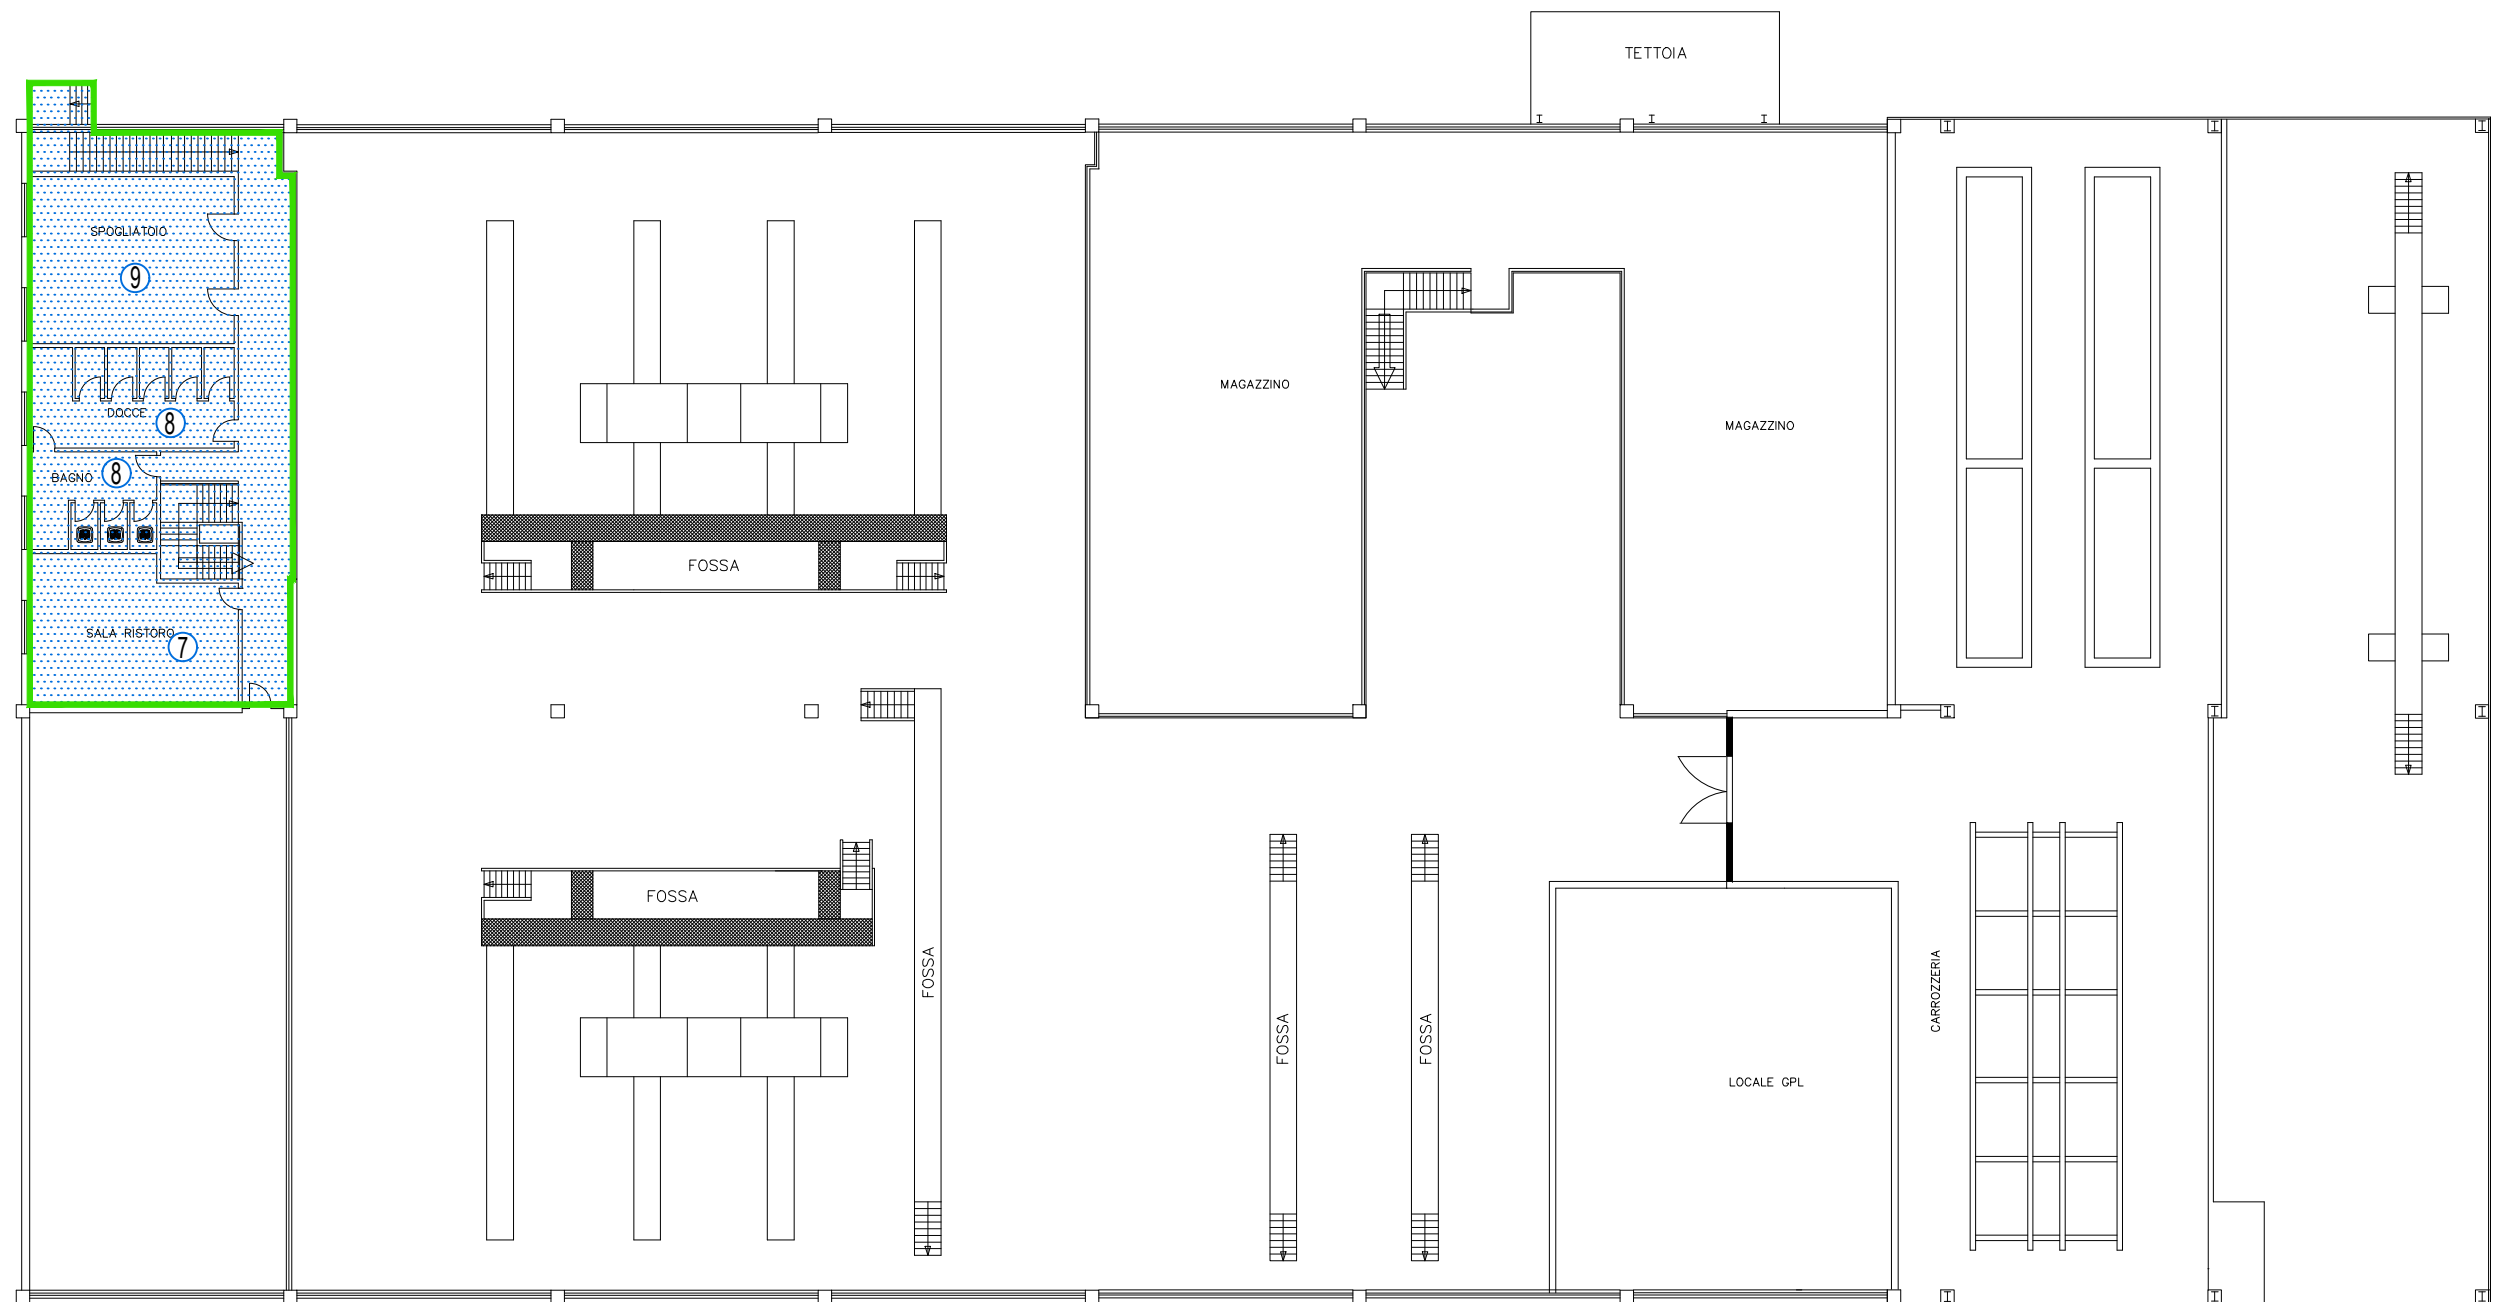 TETTOIA
SPOGLIATOIO
9
MAGAZZINO
DOCCE
8
MAGAZZINO
BAGNO
8
FOSSA
SALA RISTORO
7
FOSSA
FOSSA
FOSSA
FOSSA
CARROZZERIA
LOCALE GPL